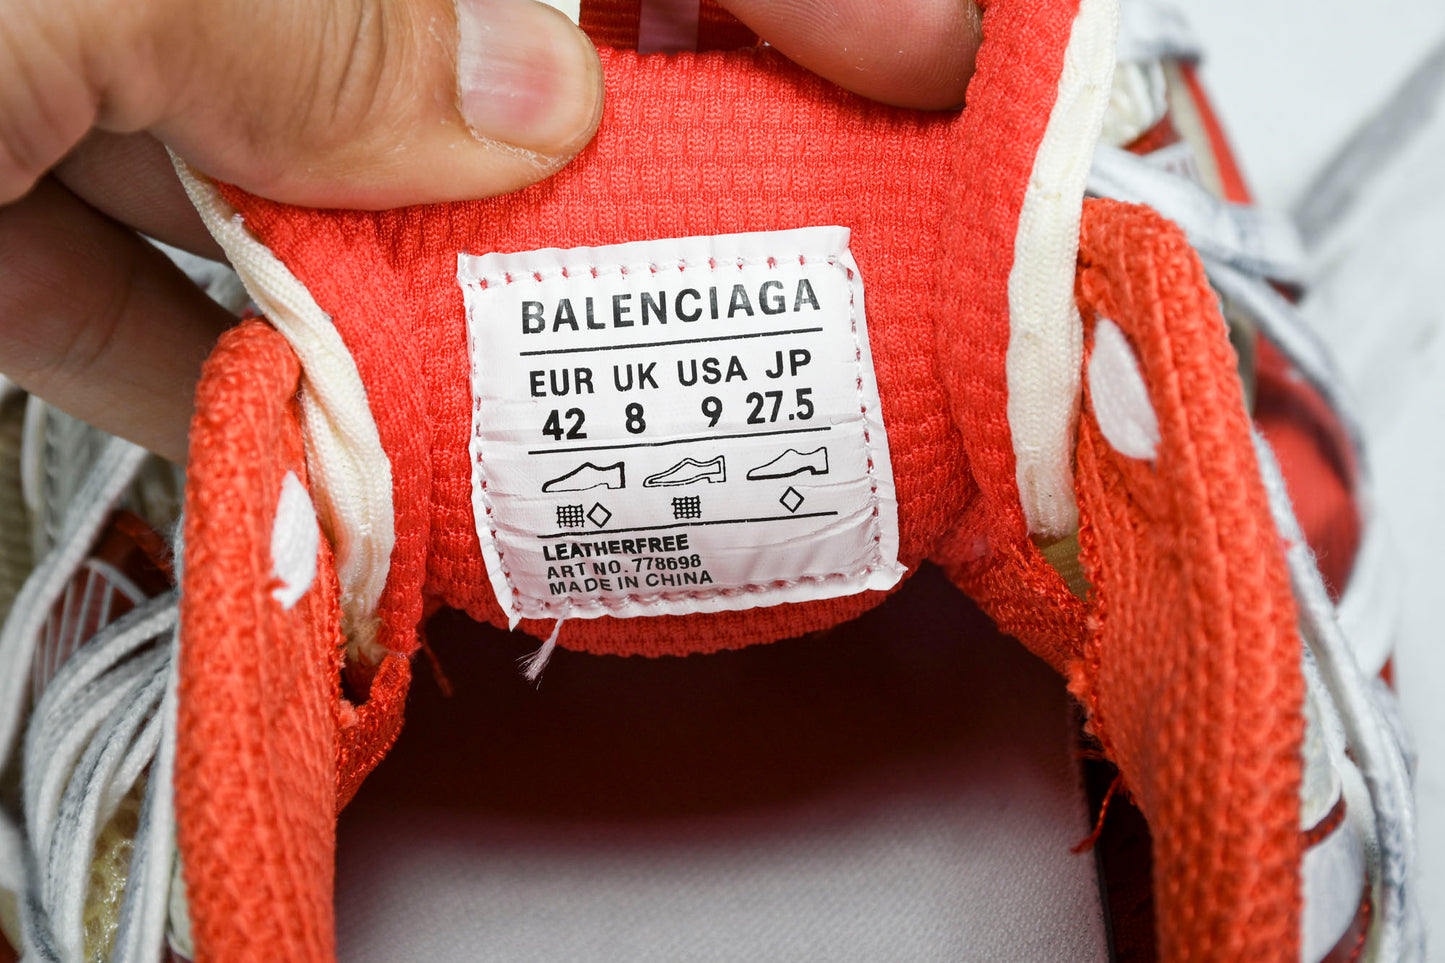 BALENCIAGA
EUR UK USA JP
42 8 9 27.5
LEATHERFREE
ART NO. 778698
MADE IN CHINA